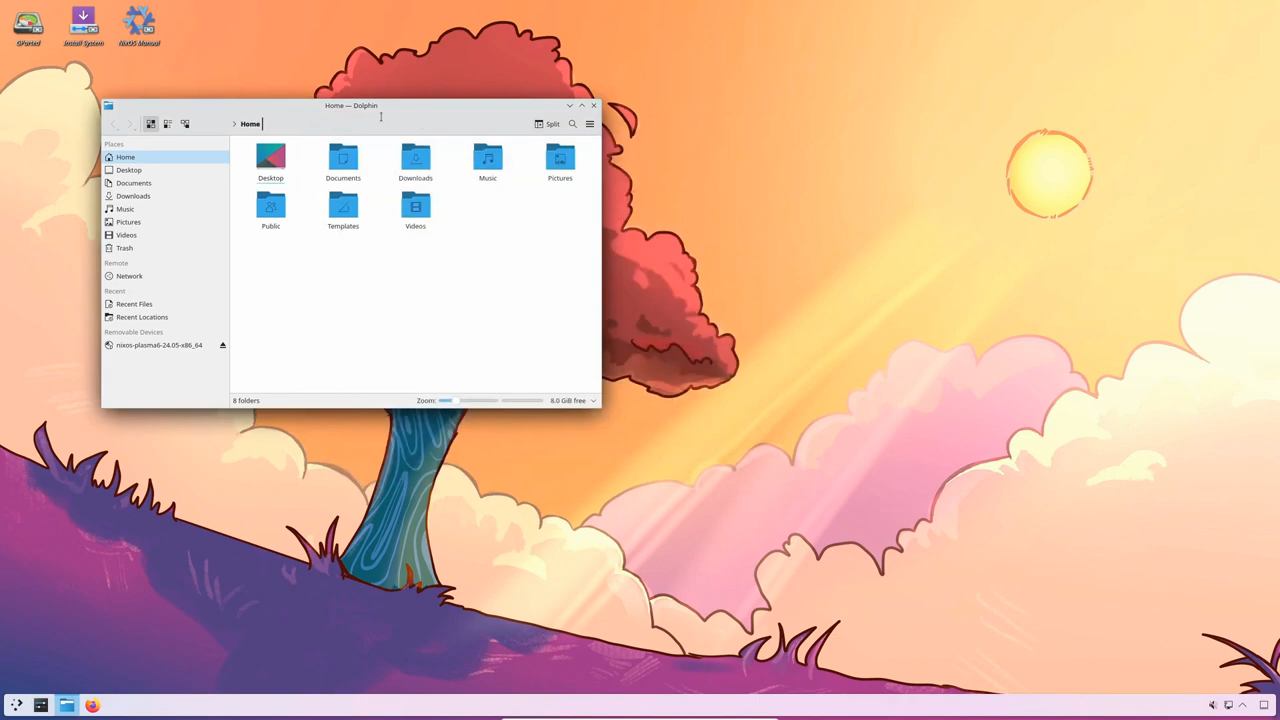 GParted
Install System
NixOS Manual
Home — Dolphin
Home
Split
Places
Home
Desktop
Documents
Downloads
Music
Pictures
Videos
Trash
Remote
Network
Recent
Recent Files
Recent Locations
Removable Devices
nixos-plasma6-24.05-x86_64
Desktop
Documents
Downloads
Music
Pictures
Public
Templates
Videos
8 folders
Zoom:
8.0 GiB free